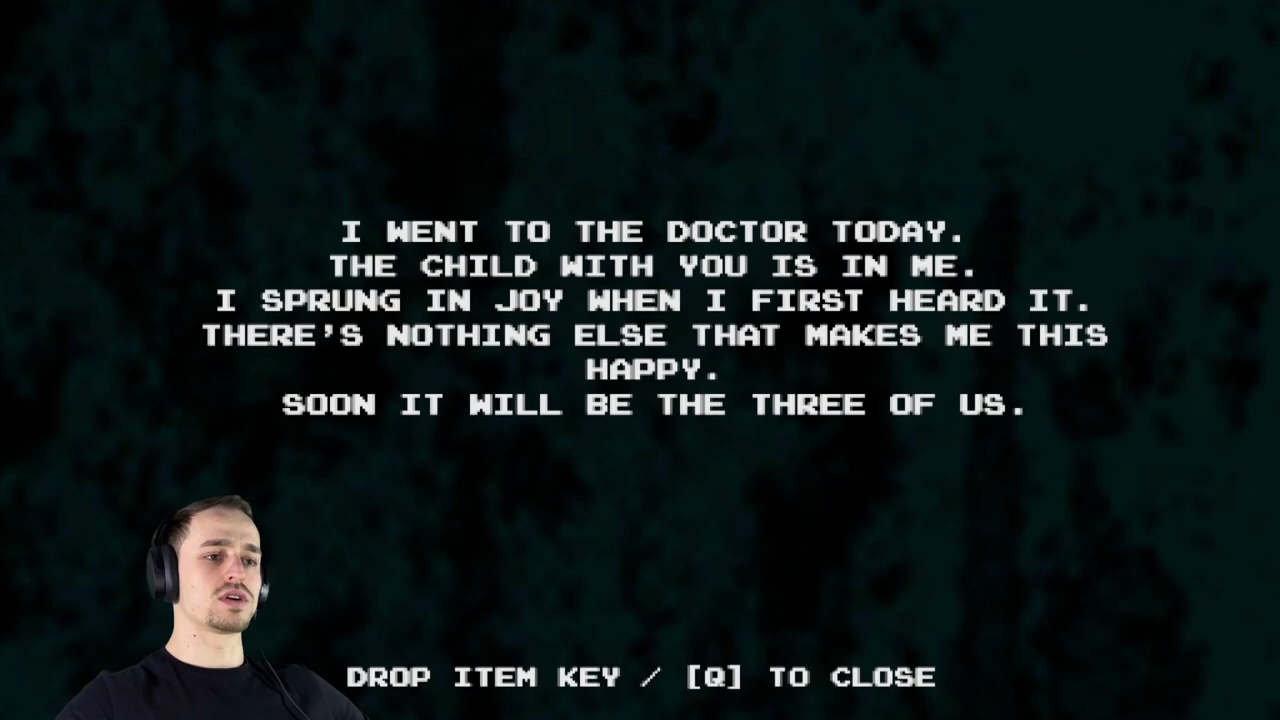 I WENT TO THE DOCTOR TODAY.
THE CHILD WITH YOU IS IN ME.
I SPRUNG IN JOY WHEN I FIRST HEARD IT.
THERE'S NOTHING ELSE THAT MAKES ME THIS
HAPPY.
SOON IT WILL BE THE THREE OF US.
DROP ITEM KEY / [Q] TO CLOSE